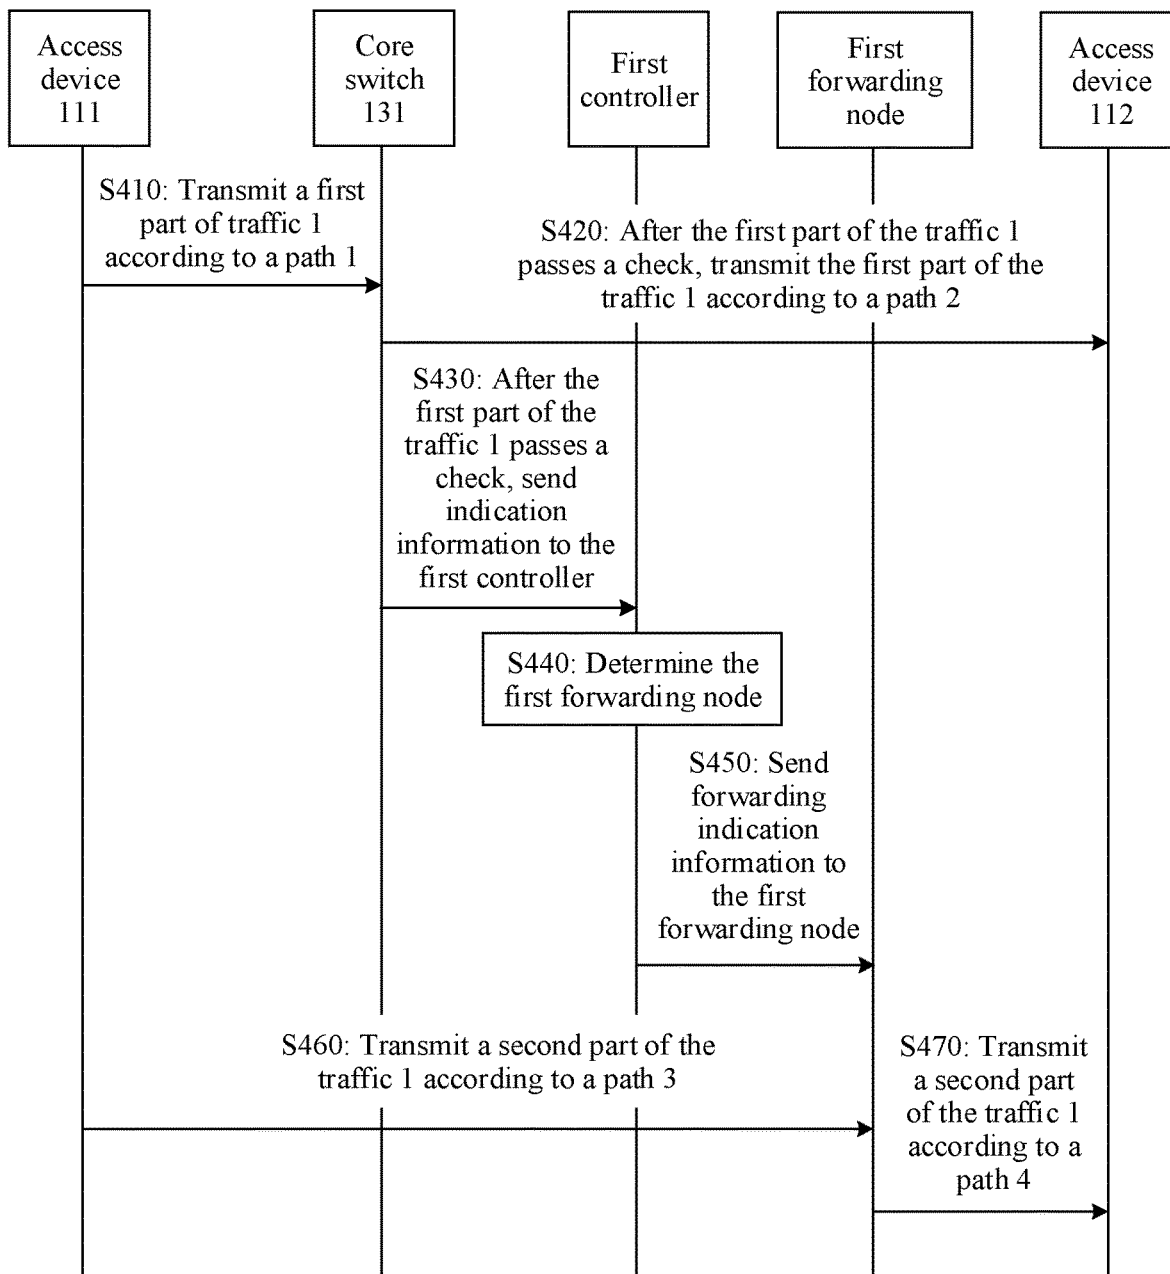 Access
device
111
Core
switch
131
First
controller
First
forwarding
node
Access
device
112
S410: Transmit a first
part of traffic 1
according to a path 1
S420: After the first part of the traffic 1
passes a check, transmit the first part of the
traffic 1 according to a path 2
S430: After the
first part of the
traffic 1 passes a
check, send
indication
information to the
first controller
S440: Determine the
first forwarding node
S450: Send
forwarding
indication
information to
the first
forwarding node
S460: Transmit a second part of the
traffic 1 according to a path 3
S470: Transmit
a second part
of the traffic 1
according to a
path 4